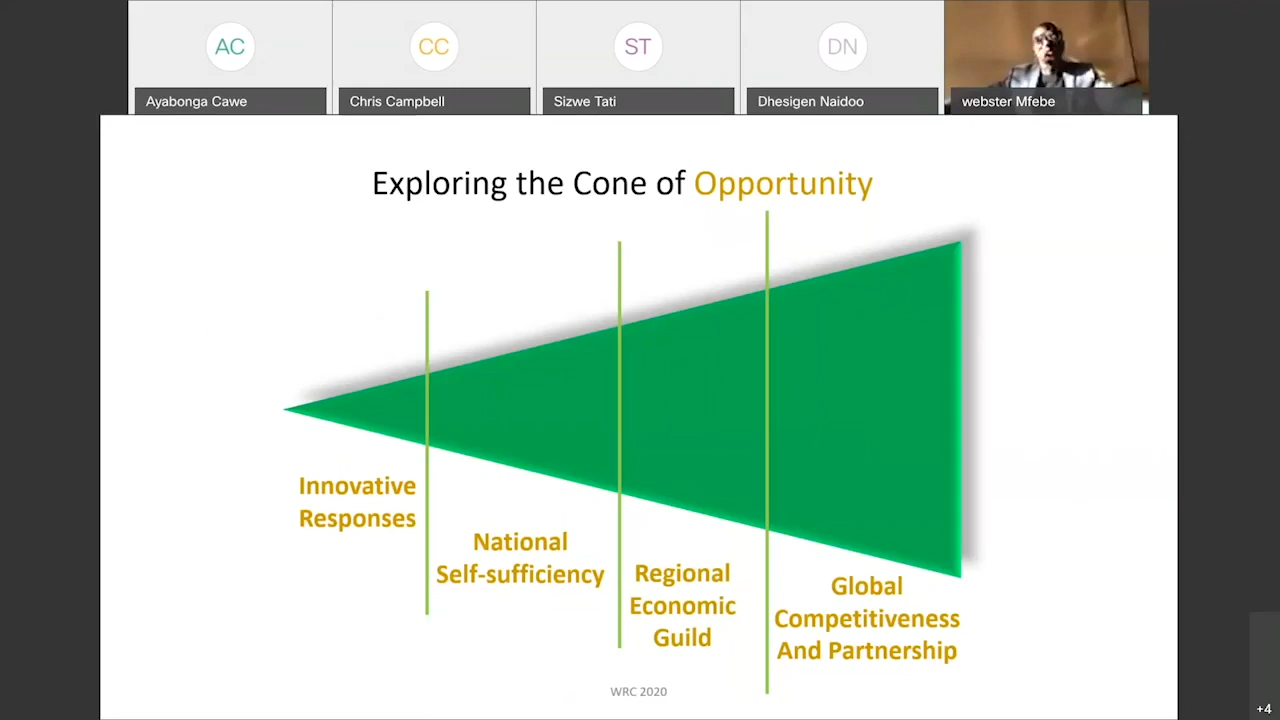 AC
CC
ST
DN
Ayabonga Cawe
Chris Campbell
Sizwe Tati
Dhesigen Naidoo
webster Mfebe
Exploring the Cone of Opportunity
Innovative
Responses
National
Self-sufficiency
Regional
Economic
Guild
Global
Competitiveness
And Partnership
WRC 2020
+4